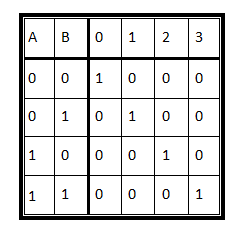 A B 0 1 2 3
0 0 1 0 0 0
0 1 0 1 0 0
1 0 0 0 1 0
1 1 0 0 0 1